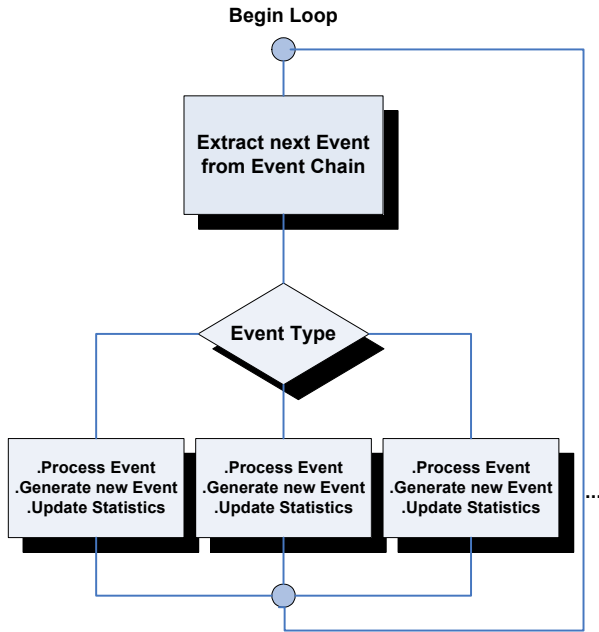 Begin Loop
Extract next Event
from Event Chain
Event Type
.Process Event
.Generate new Event
.Update Statistics
.Process Event
.Generate new Event
.Update Statistics
.Process Event
.Generate new Event
.Update Statistics
...